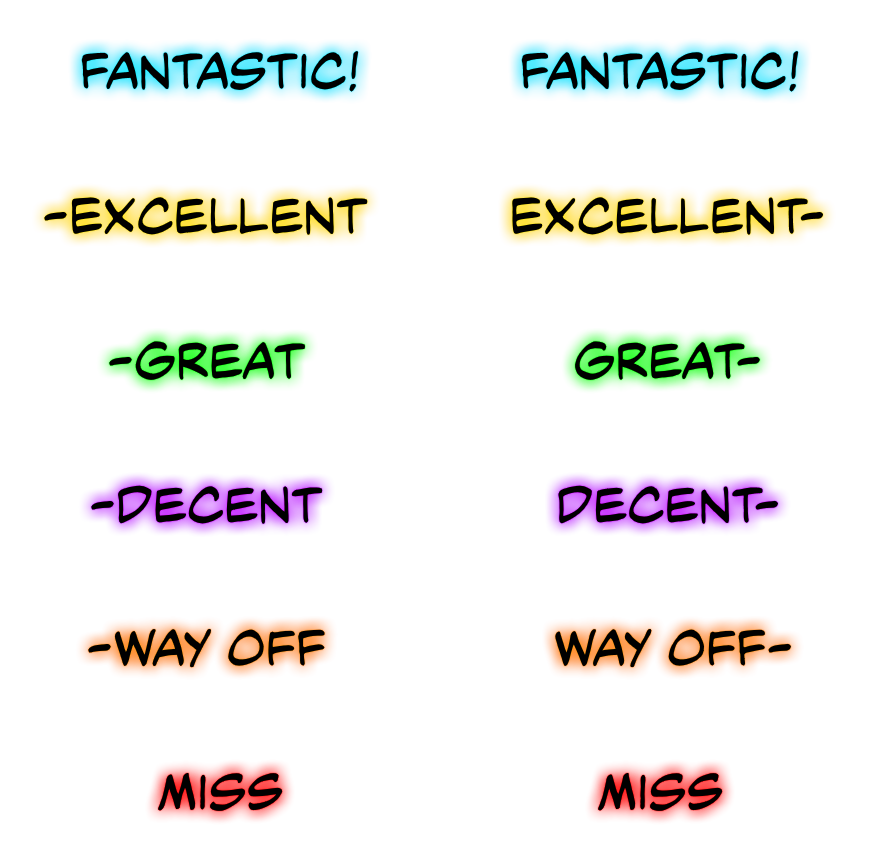 FANTASTIC! FANTASTIC!
-EXCELLENT EXCELLENT-
-GREAT GREAT-
-DECENT DECENT-
-WAY OFF WAY OFF-
MISS MISS